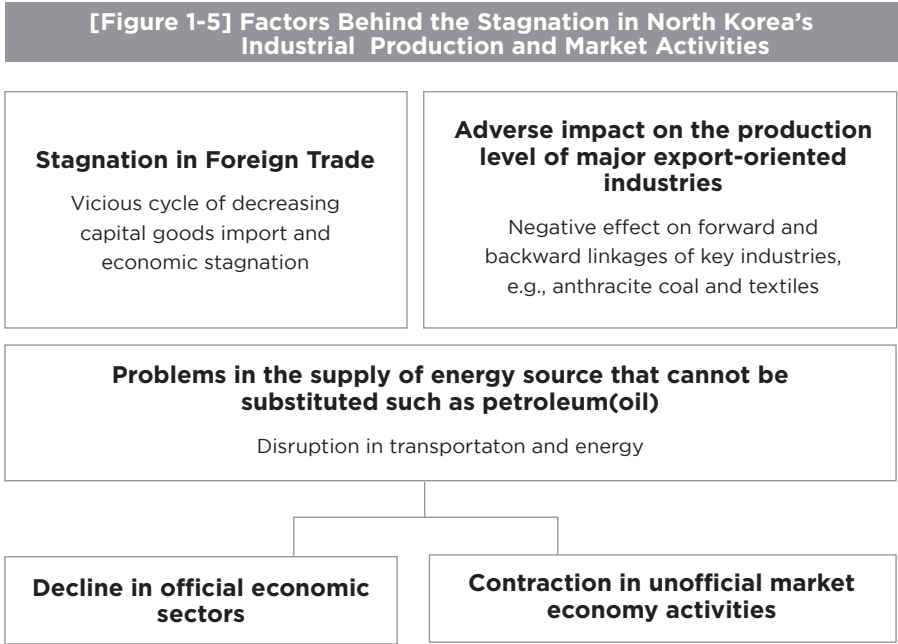 [Figure 1-5] Factors Behind the Stagnation in North Korea's
Industrial Production and Market Activities
Stagnation in Foreign Trade
Vicious cycle of decreasing
capital goods import and
economic stagnation
Adverse impact on the production
level of major export-oriented
industries
Negative effect on forward and
backward linkages of key industries,
e.g., anthracite coal and textiles
Problems in the supply of energy source that cannot be
substituted such as petroleum(oil)
Disruption in transportaton and energy
Decline in official economic
sectors
Contraction in unofficial market
economy activities